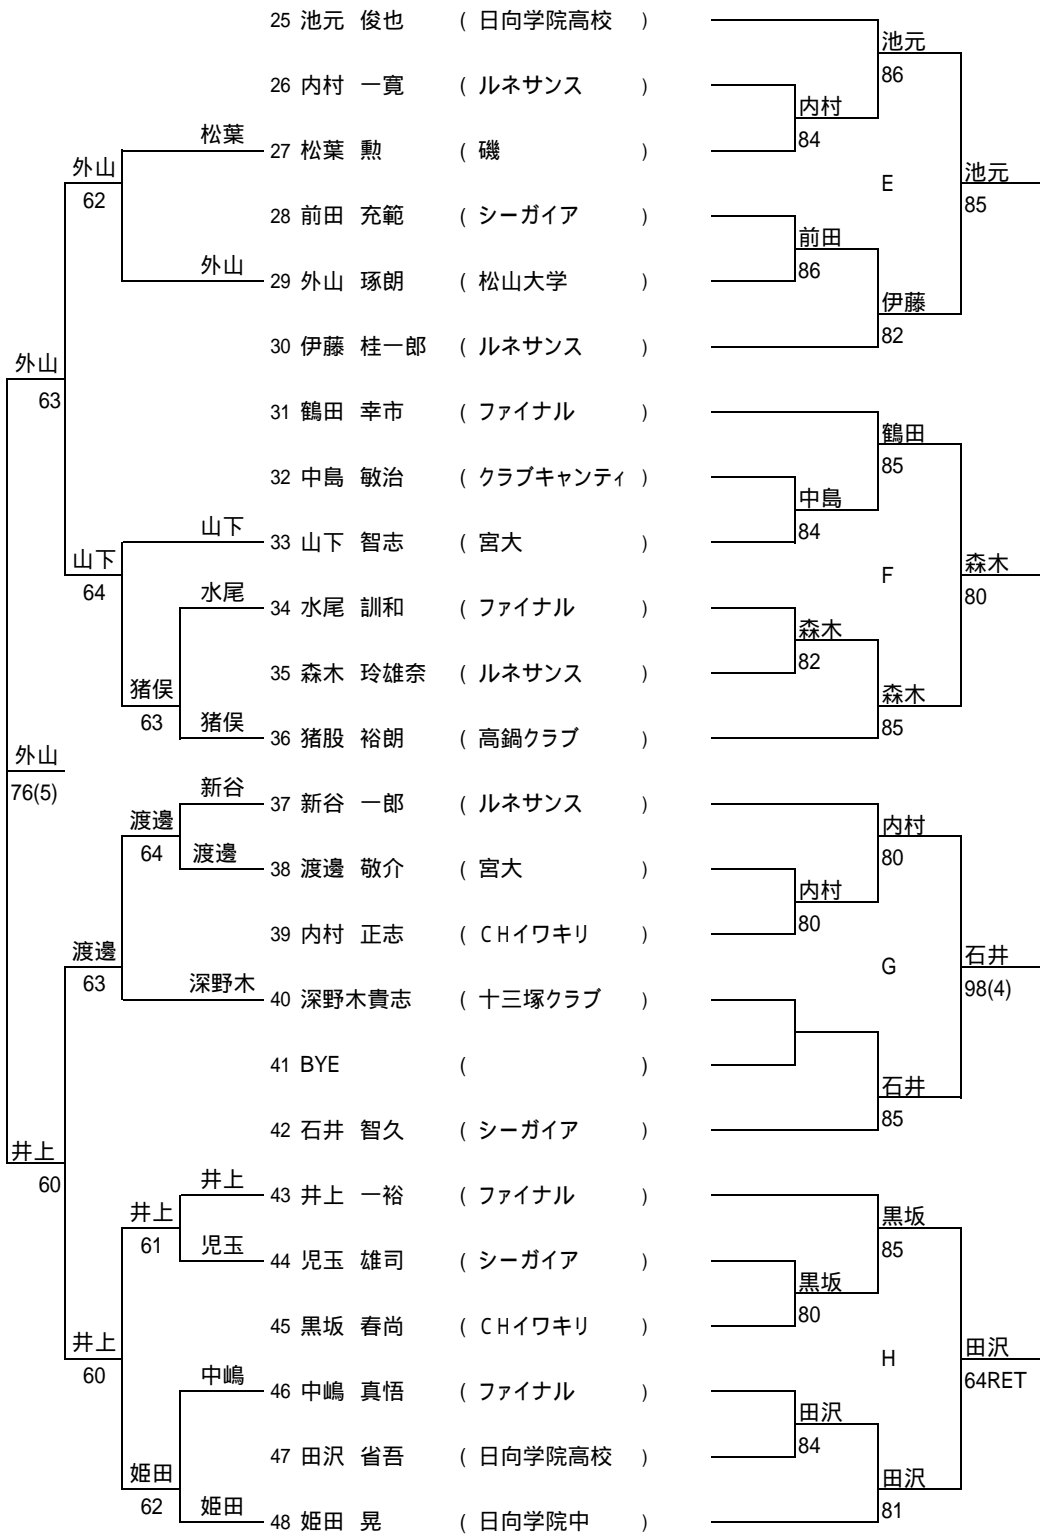 25 池元 俊也 ( 日向学院高校 )
池元
86
26 内村 一寛 ( ルネサンス )
内村
84
松葉
27 松葉 勲 ( 磯 )
外山
62
E
池元
85
28 前田 充範 ( シーガイア )
前田
86
外山
29 外山 琢朗 ( 松山大学 )
伊藤
82
30 伊藤 桂一郎 ( ルネサンス )
外山
63
31 鶴田 幸市 ( ファイナル )
鶴田
85
32 中島 敏治 ( クラブキャンティ )
中島
84
山下
33 山下 智志 ( 宮大 )
山下
64
F
森木
80
水尾
34 水尾 訓和 ( ファイナル )
森木
82
35 森木 玲雄奈 ( ルネサンス )
猪俣
63
森木
85
猪俣
36 猪股 裕朗 ( 高鍋クラブ )
外山
76(5)
新谷
37 新谷 一郎 ( ルネサンス )
渡邊
64
内村
80
渡邊
38 渡邊 敬介 ( 宮大 )
内村
80
39 内村 正志 ( CHイワキリ )
渡邊
63
G
石井
98(4)
深野木
40 深野木貴志 ( 十三塚クラブ )
41 BYE ( )
石井
85
42 石井 智久 ( シーガイア )
井上
60
井上
43 井上 一裕 ( ファイナル )
井上
61
黒坂
85
児玉
44 児玉 雄司 ( シーガイア )
黒坂
80
45 黒坂 春尚 ( CHイワキリ )
井上
60
H
田沢
64RET
中嶋
46 中嶋 真悟 ( ファイナル )
田沢
84
47 田沢 省吾 ( 日向学院高校 )
姫田
62
田沢
81
姫田
48 姫田 晃 ( 日向学院中 )